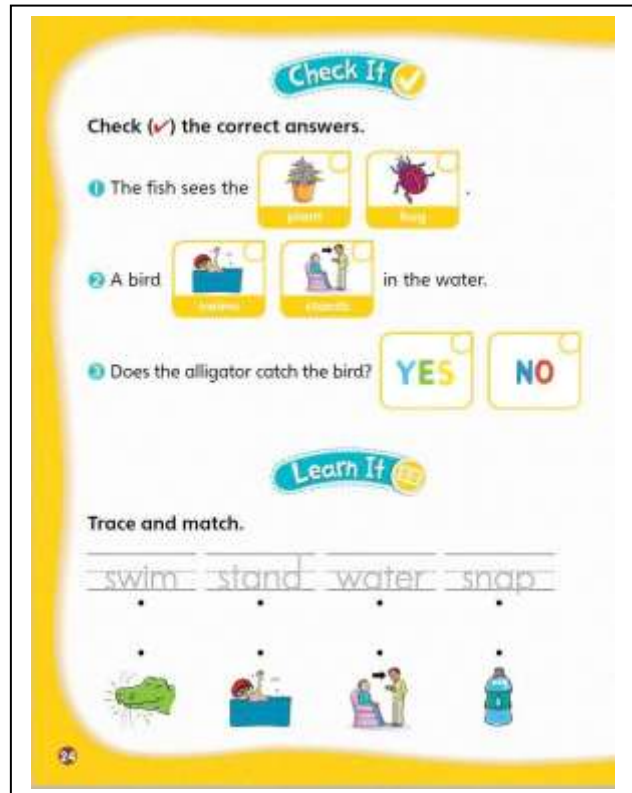 Check It
Check (✓) the correct answers.
1 The fish sees the plant bug .
2 A bird swims stands in the water.
3 Does the alligator catch the bird? YES NO
Learn It
Trace and match.
swim stand water snap
24